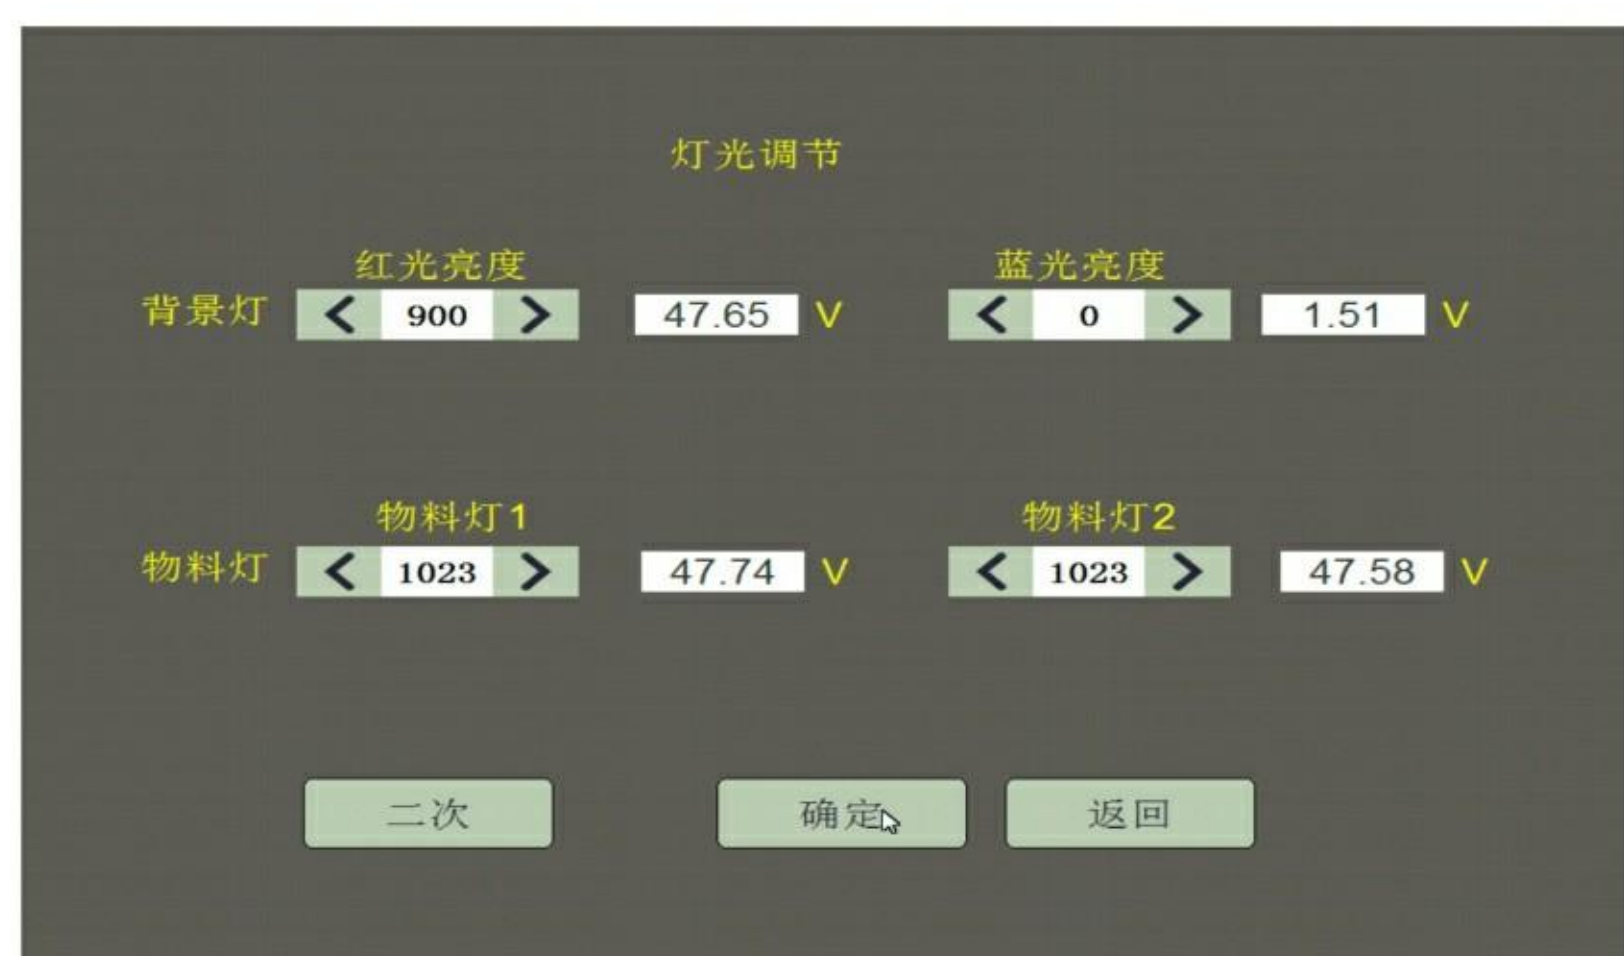 灯光调节
红光亮度 蓝光亮度
背景灯 < 900 > 47.65 V < 0 > 1.51 V
物料灯1 物料灯2
物料灯 < 1023 > 47.74 V < 1023 > 47.58 V
二次 确定 返回